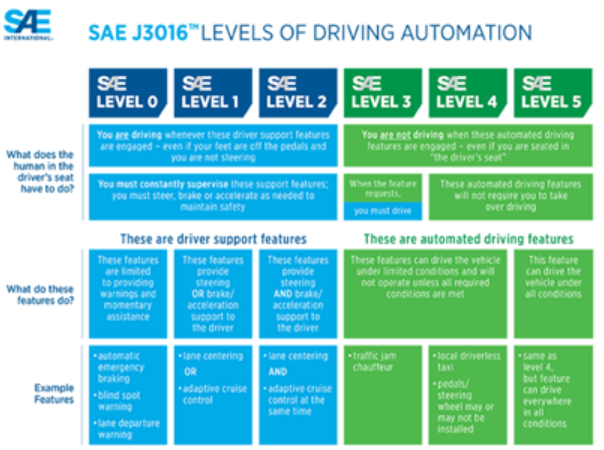 SAE
INTERNATIONAL.
SAE J3016™ LEVELS OF DRIVING AUTOMATION
SAE
LEVEL 0
SAE
LEVEL 1
SAE
LEVEL 2
SAE
LEVEL 3
SAE
LEVEL 4
SAE
LEVEL 5
What does the
human in the
driver's seat
have to do?
You are driving whenever these driver support features
are engaged – even if your feet are off the pedals and
you are not steering
You are not driving when these automated driving
features are engaged – even if you are seated in
"the driver's seat"
You must constantly supervise these support features;
you must steer, brake or accelerate as needed to
maintain safety
When the feature
requests,
you must drive
These automated driving features
will not require you to take
over driving
These are driver support features
These are automated driving features
What do these
features do?
These features
are limited
to providing
warnings and
momentary
assistance
These features
provide
steering
OR brake/
acceleration
support to
the driver
These features
provide
steering
AND brake/
acceleration
support to
the driver
These features can drive the vehicle
under limited conditions and will
not operate unless all required
conditions are met
This feature
can drive the
vehicle under
all conditions
Example
Features
•automatic
emergency
braking
•blind spot
warning
•lane departure
warning
•lane centering
OR
•adaptive cruise
control
•lane centering
AND
•adaptive cruise
control at the
same time
•traffic jam
chauffeur
•local driverless
taxi
•pedals/
steering
wheel may or
may not be
installed
•same as
level 4,
but feature
can drive
everywhere
in all
conditions